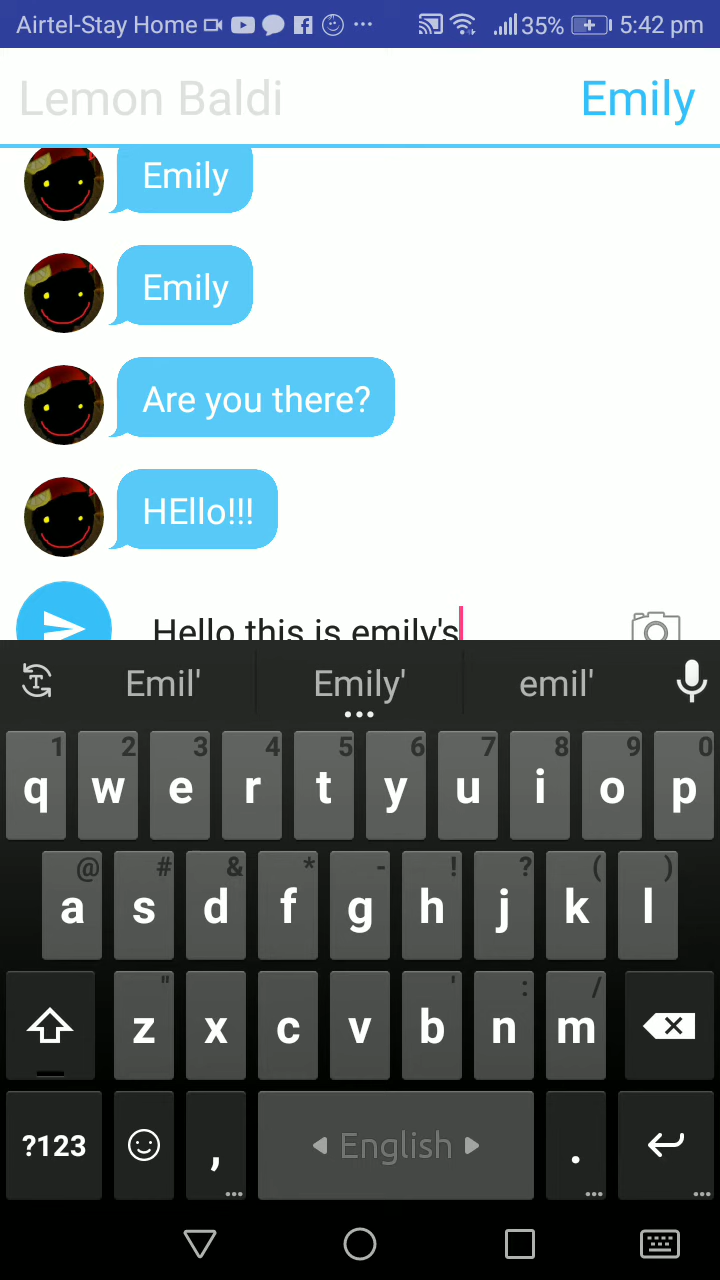 Airtel-Stay Home 35% 5:42 pm
Lemon Baldi Emily
Emily
Emily
Are you there?
HEllo!!!
Hello this is emily's
Emil' Emily' emil'
1 2 3 4 5 6 7 8 9 0
q w e r t y u i o p
@ # & * - ! ? ( )
a s d f g h j k l
" ' : /
z x c v b n m
?123 , English .